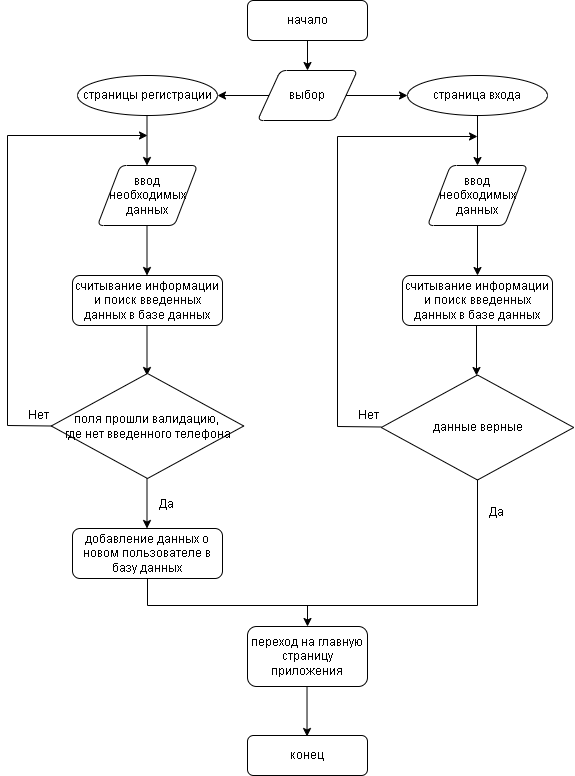 начало
страницы регистрации
выбор
страница входа
ввод
необходимых
данных
ввод
необходимых
данных
считывание информации
и поиск введенных
данных в базе данных
считывание информации
и поиск введенных
данных в базе данных
Нет
поля прошли валидацию,
где нет введенного телефона
Нет
данные верные
Да
Да
добавление данных о
новом пользователе в
базу данных
переход на главную
страницу
приложения
конец